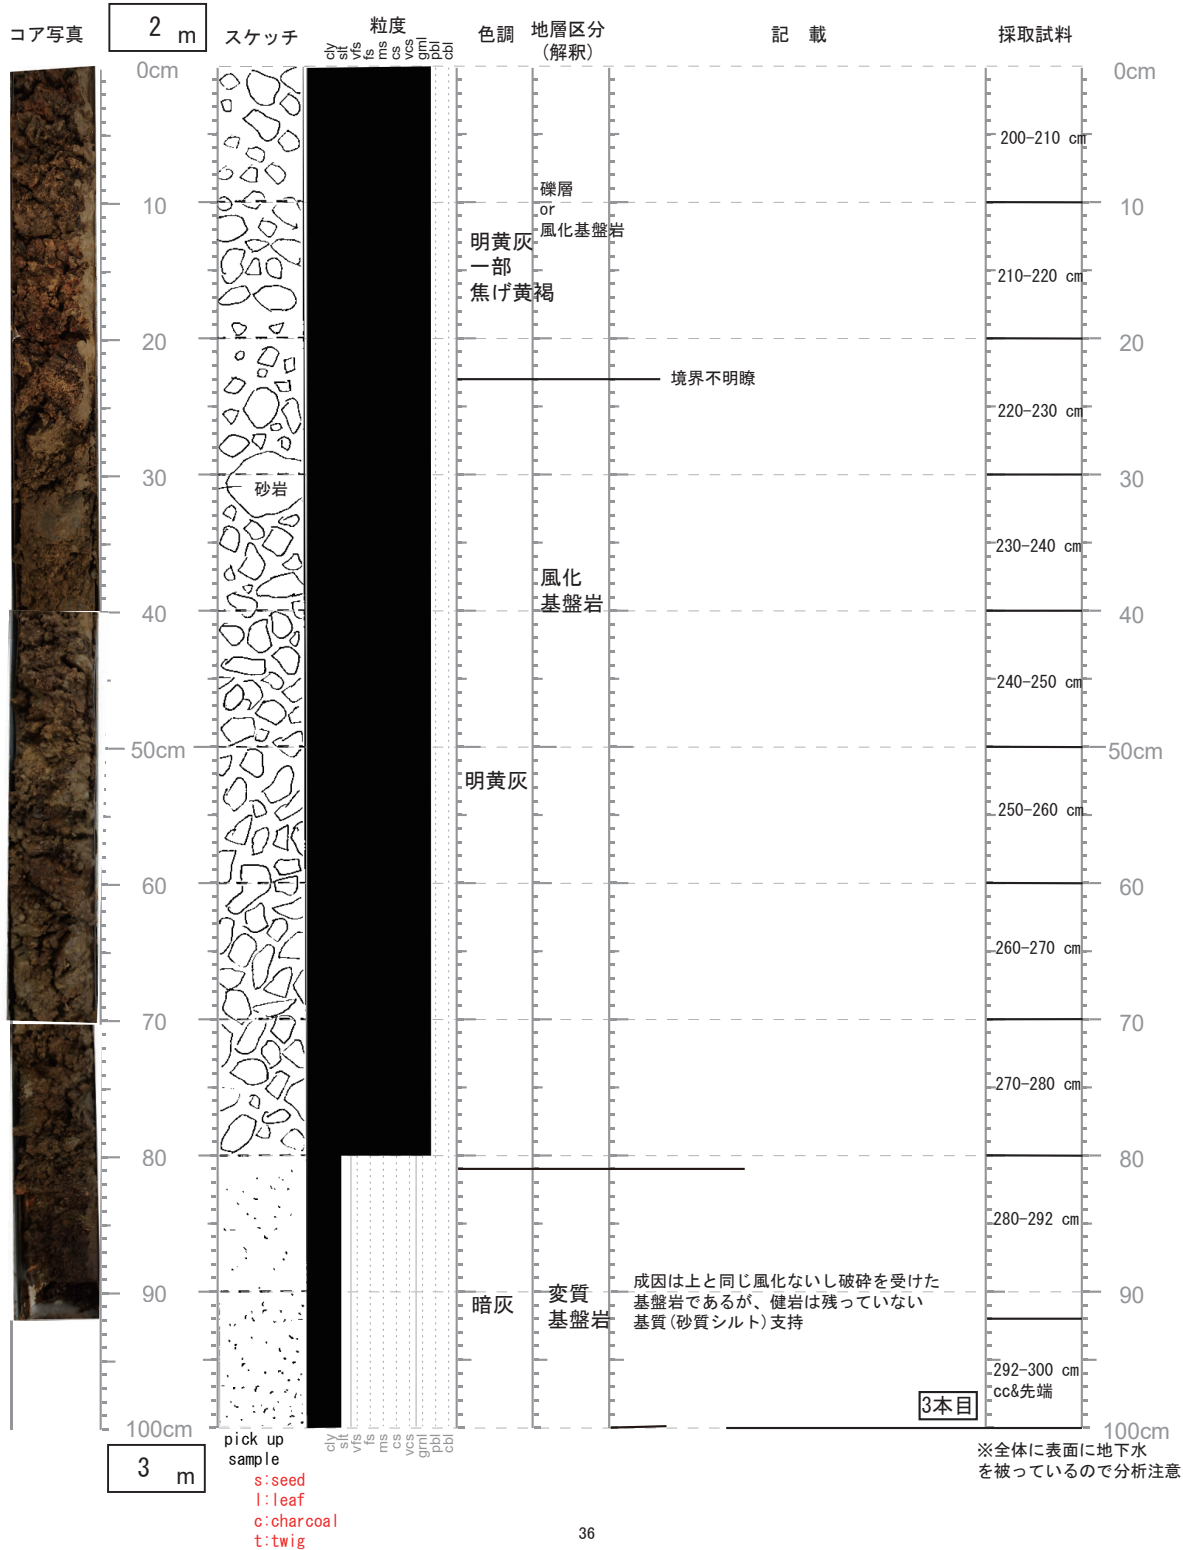 コア写真
2 m
スケッチ
粒度
cly
slt
vfs
fs
ms
cs
vcs
grnl
pbl
cbl
色調
地層区分
(解釈)
記 載
採取試料
0cm
10
20
30
40
50cm
60
70
80
90
100cm
砂岩
明黄灰
一部
焦げ黄褐
明黄灰
暗灰
礫層
or
風化基盤岩
風化
基盤岩
変質
基盤岩
境界不明瞭
成因は上と同じ風化ないし破砕を受けた
基盤岩であるが、健岩は残っていない
基質(砂質シルト)支持
3本目
200-210 cm
210-220 cm
220-230 cm
230-240 cm
240-250 cm
250-260 cm
260-270 cm
270-280 cm
280-292 cm
292-300 cm
cc&先端
0cm
10
20
30
40
50cm
60
70
80
90
100cm
3 m
pick up
sample
s:seed
l:leaf
c:charcoal
t:twig
cly
slt
vfs
fs
ms
cs
vcs
grnl
pbl
cbl
※全体に表面に地下水
を被っているので分析注意
36